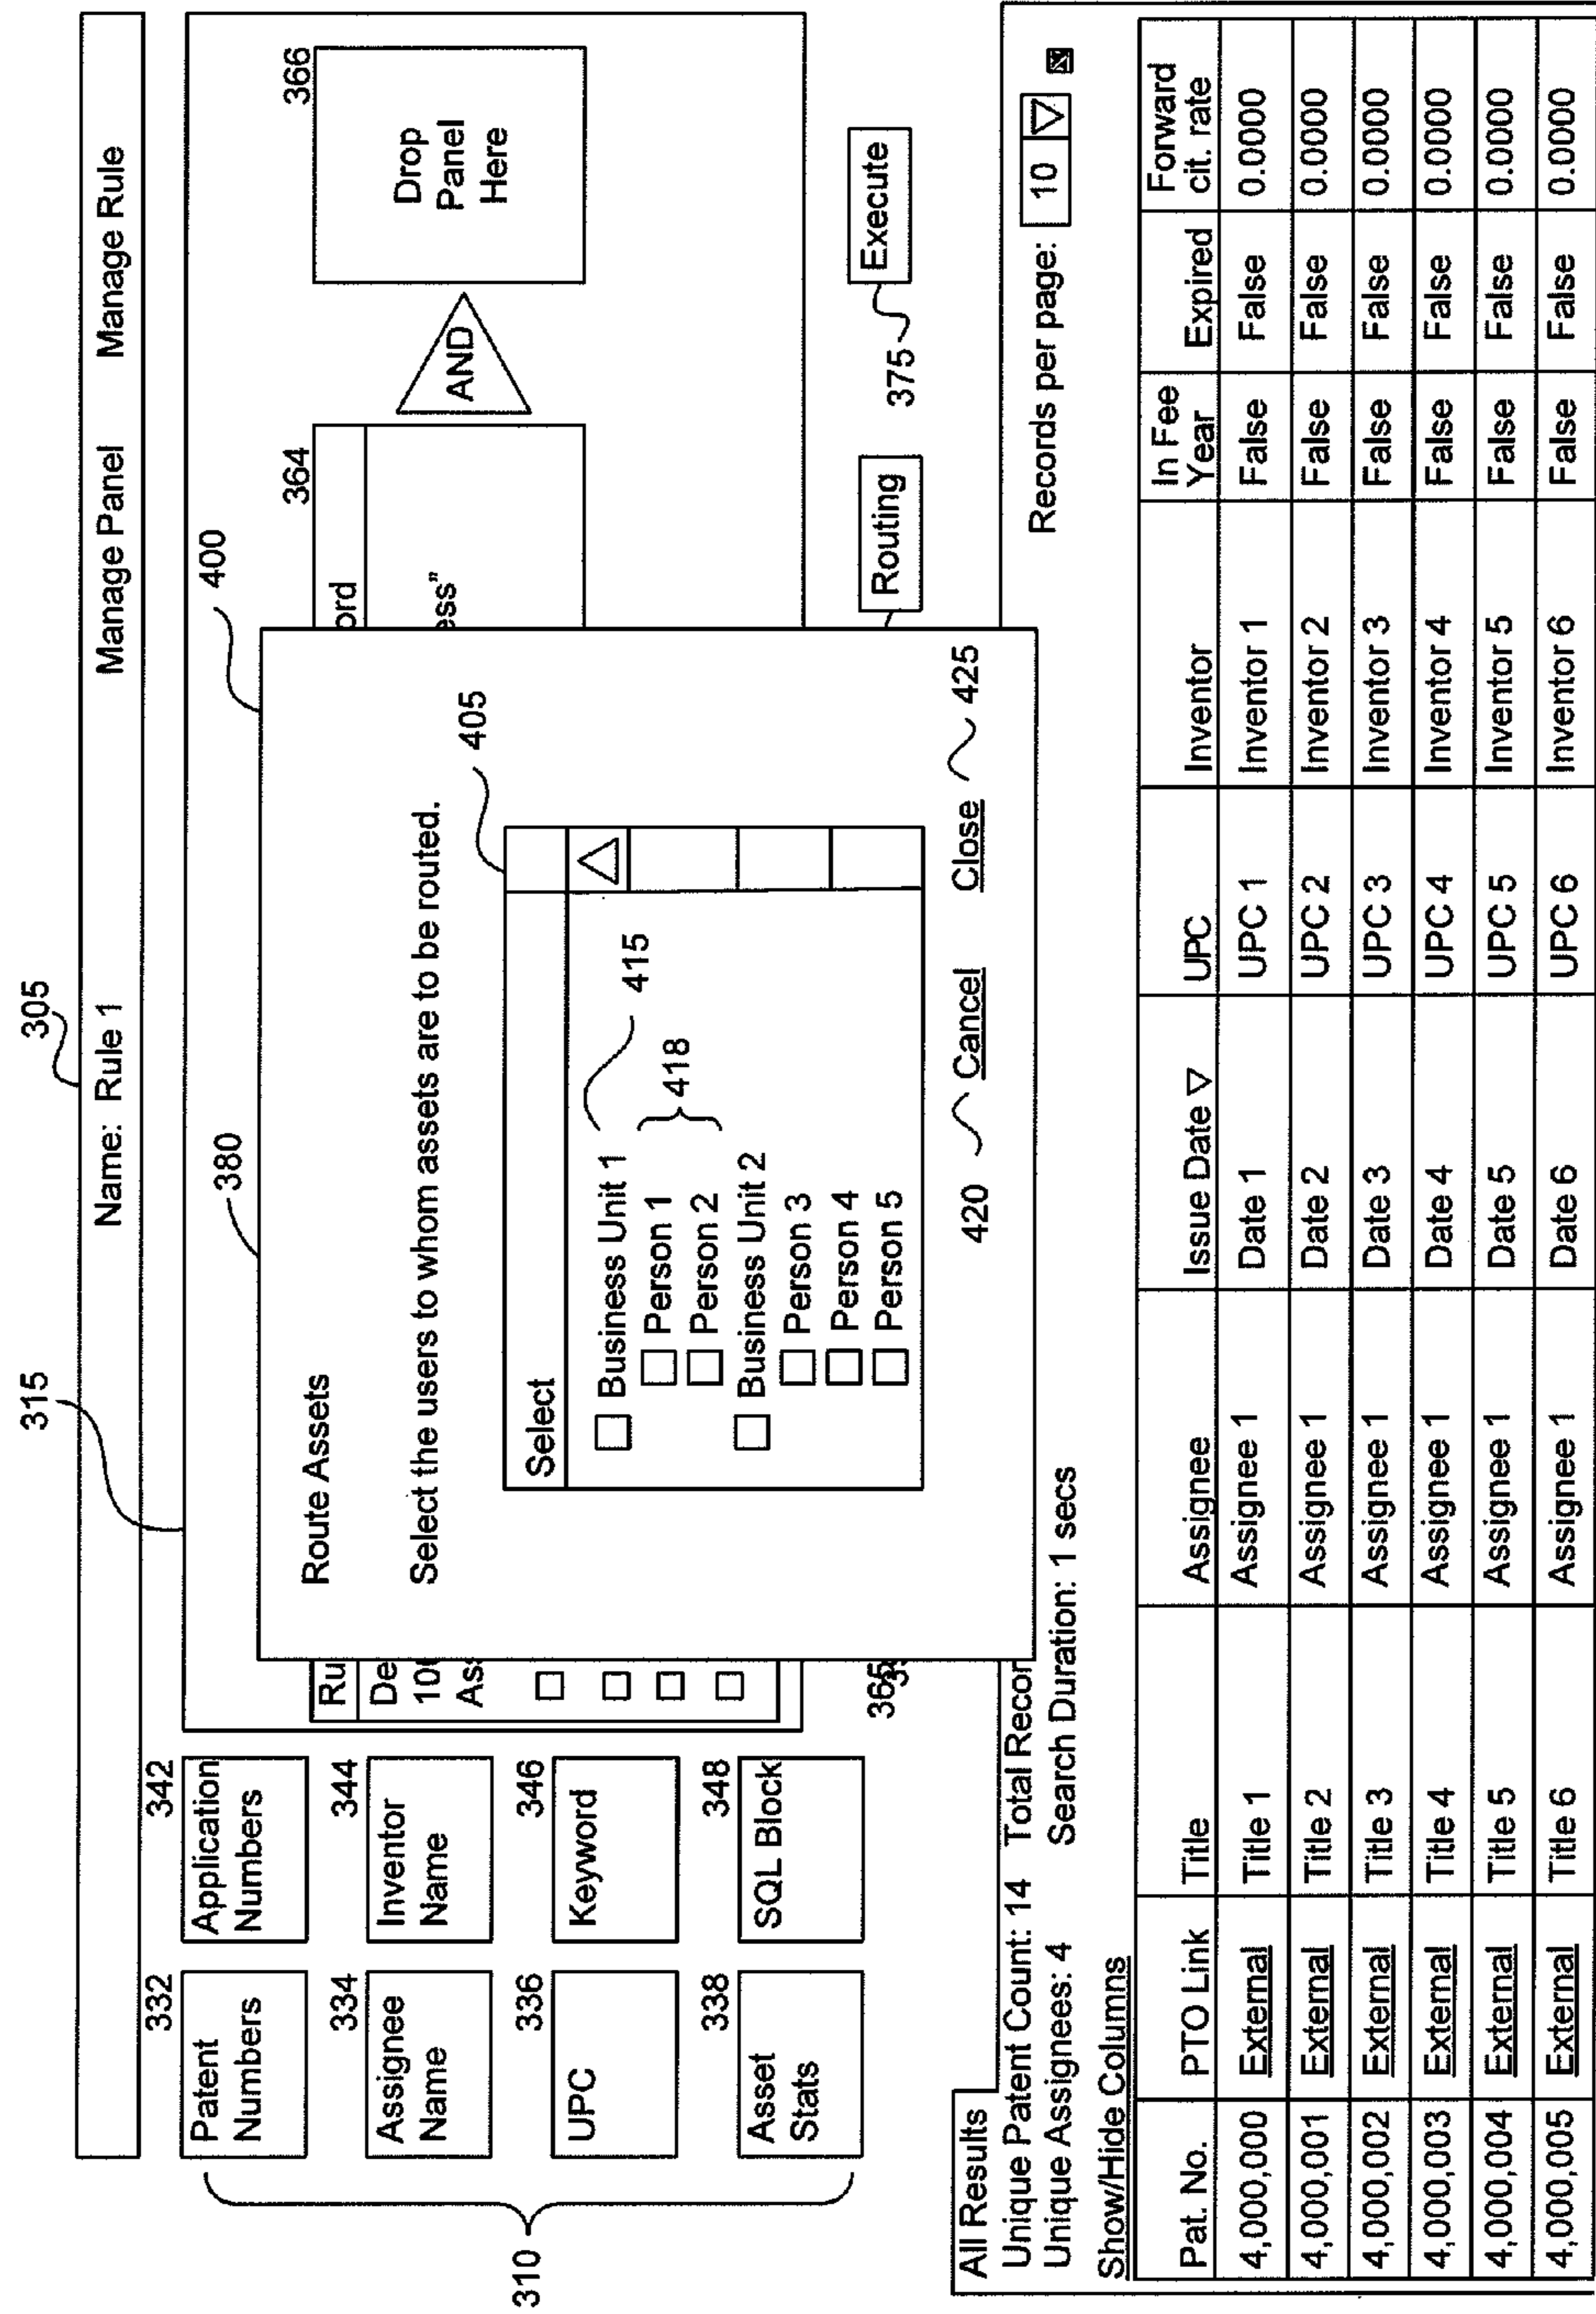 305
Name: Rule 1 Manage Panel Manage Rule
315
380
400
310
332
Patent
Numbers
342
Application
Numbers
334
Assignee
Name
344
Inventor
Name
336
UPC
346
Keyword
338
Asset
Stats
348
SQL Block
Ru
De
10
As
365
364
ord
ess”
AND
366
Drop
Panel
Here
Route Assets
Select the users to whom assets are to be routed.
405
Select
Business Unit 1
415
Person 1
Person 2
418
Business Unit 2
Person 3
Person 4
Person 5
420 Cancel Close 425
Routing
375
Execute
All Results
Unique Patent Count: 14 Total Recor
Records per page: 10
Unique Assignees: 4 Search Duration: 1 secs
Show/Hide Columns
Pat. No. PTO Link Title Assignee Issue Date UPC Inventor In Fee Year Expired Forward cit. rate
4,000,000 External Title 1 Assignee 1 Date 1 UPC 1 Inventor 1 False False 0.0000
4,000,001 External Title 2 Assignee 1 Date 2 UPC 2 Inventor 2 False False 0.0000
4,000,002 External Title 3 Assignee 1 Date 3 UPC 3 Inventor 3 False False 0.0000
4,000,003 External Title 4 Assignee 1 Date 4 UPC 4 Inventor 4 False False 0.0000
4,000,004 External Title 5 Assignee 1 Date 5 UPC 5 Inventor 5 False False 0.0000
4,000,005 External Title 6 Assignee 1 Date 6 UPC 6 Inventor 6 False False 0.0000